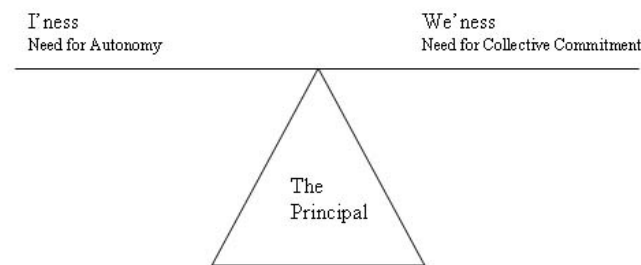 I'ness
Need for Autonomy
We'ness
Need for Collective Commitment
The
Principal